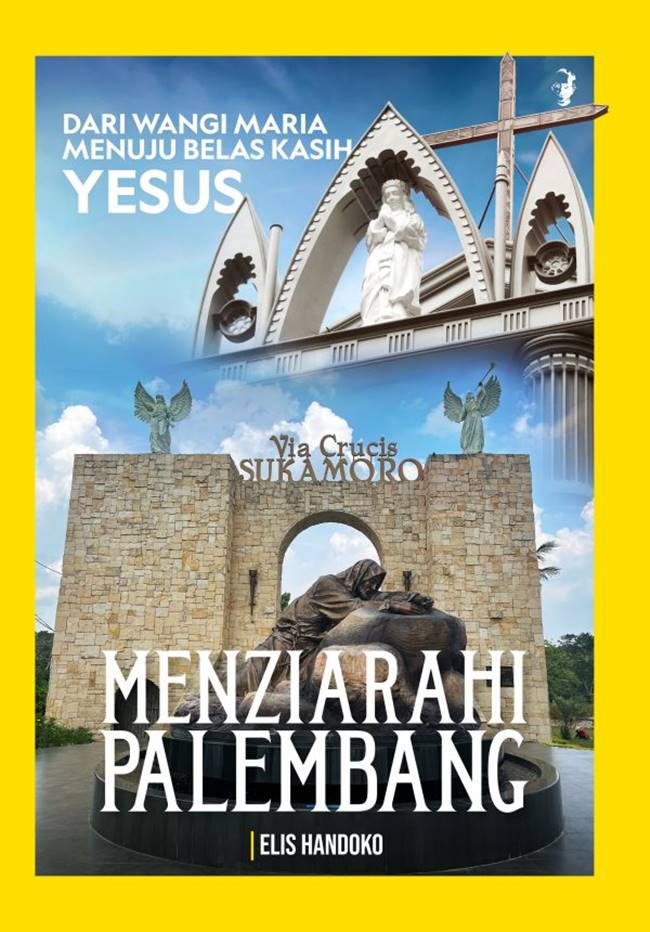 DARI WANGI MARIA
MENUJU BELAS KASIH
YESUS
Via Crucis
SUKAMORO
MENZIARAHI
PALEMBANG
ELIS HANDOKO